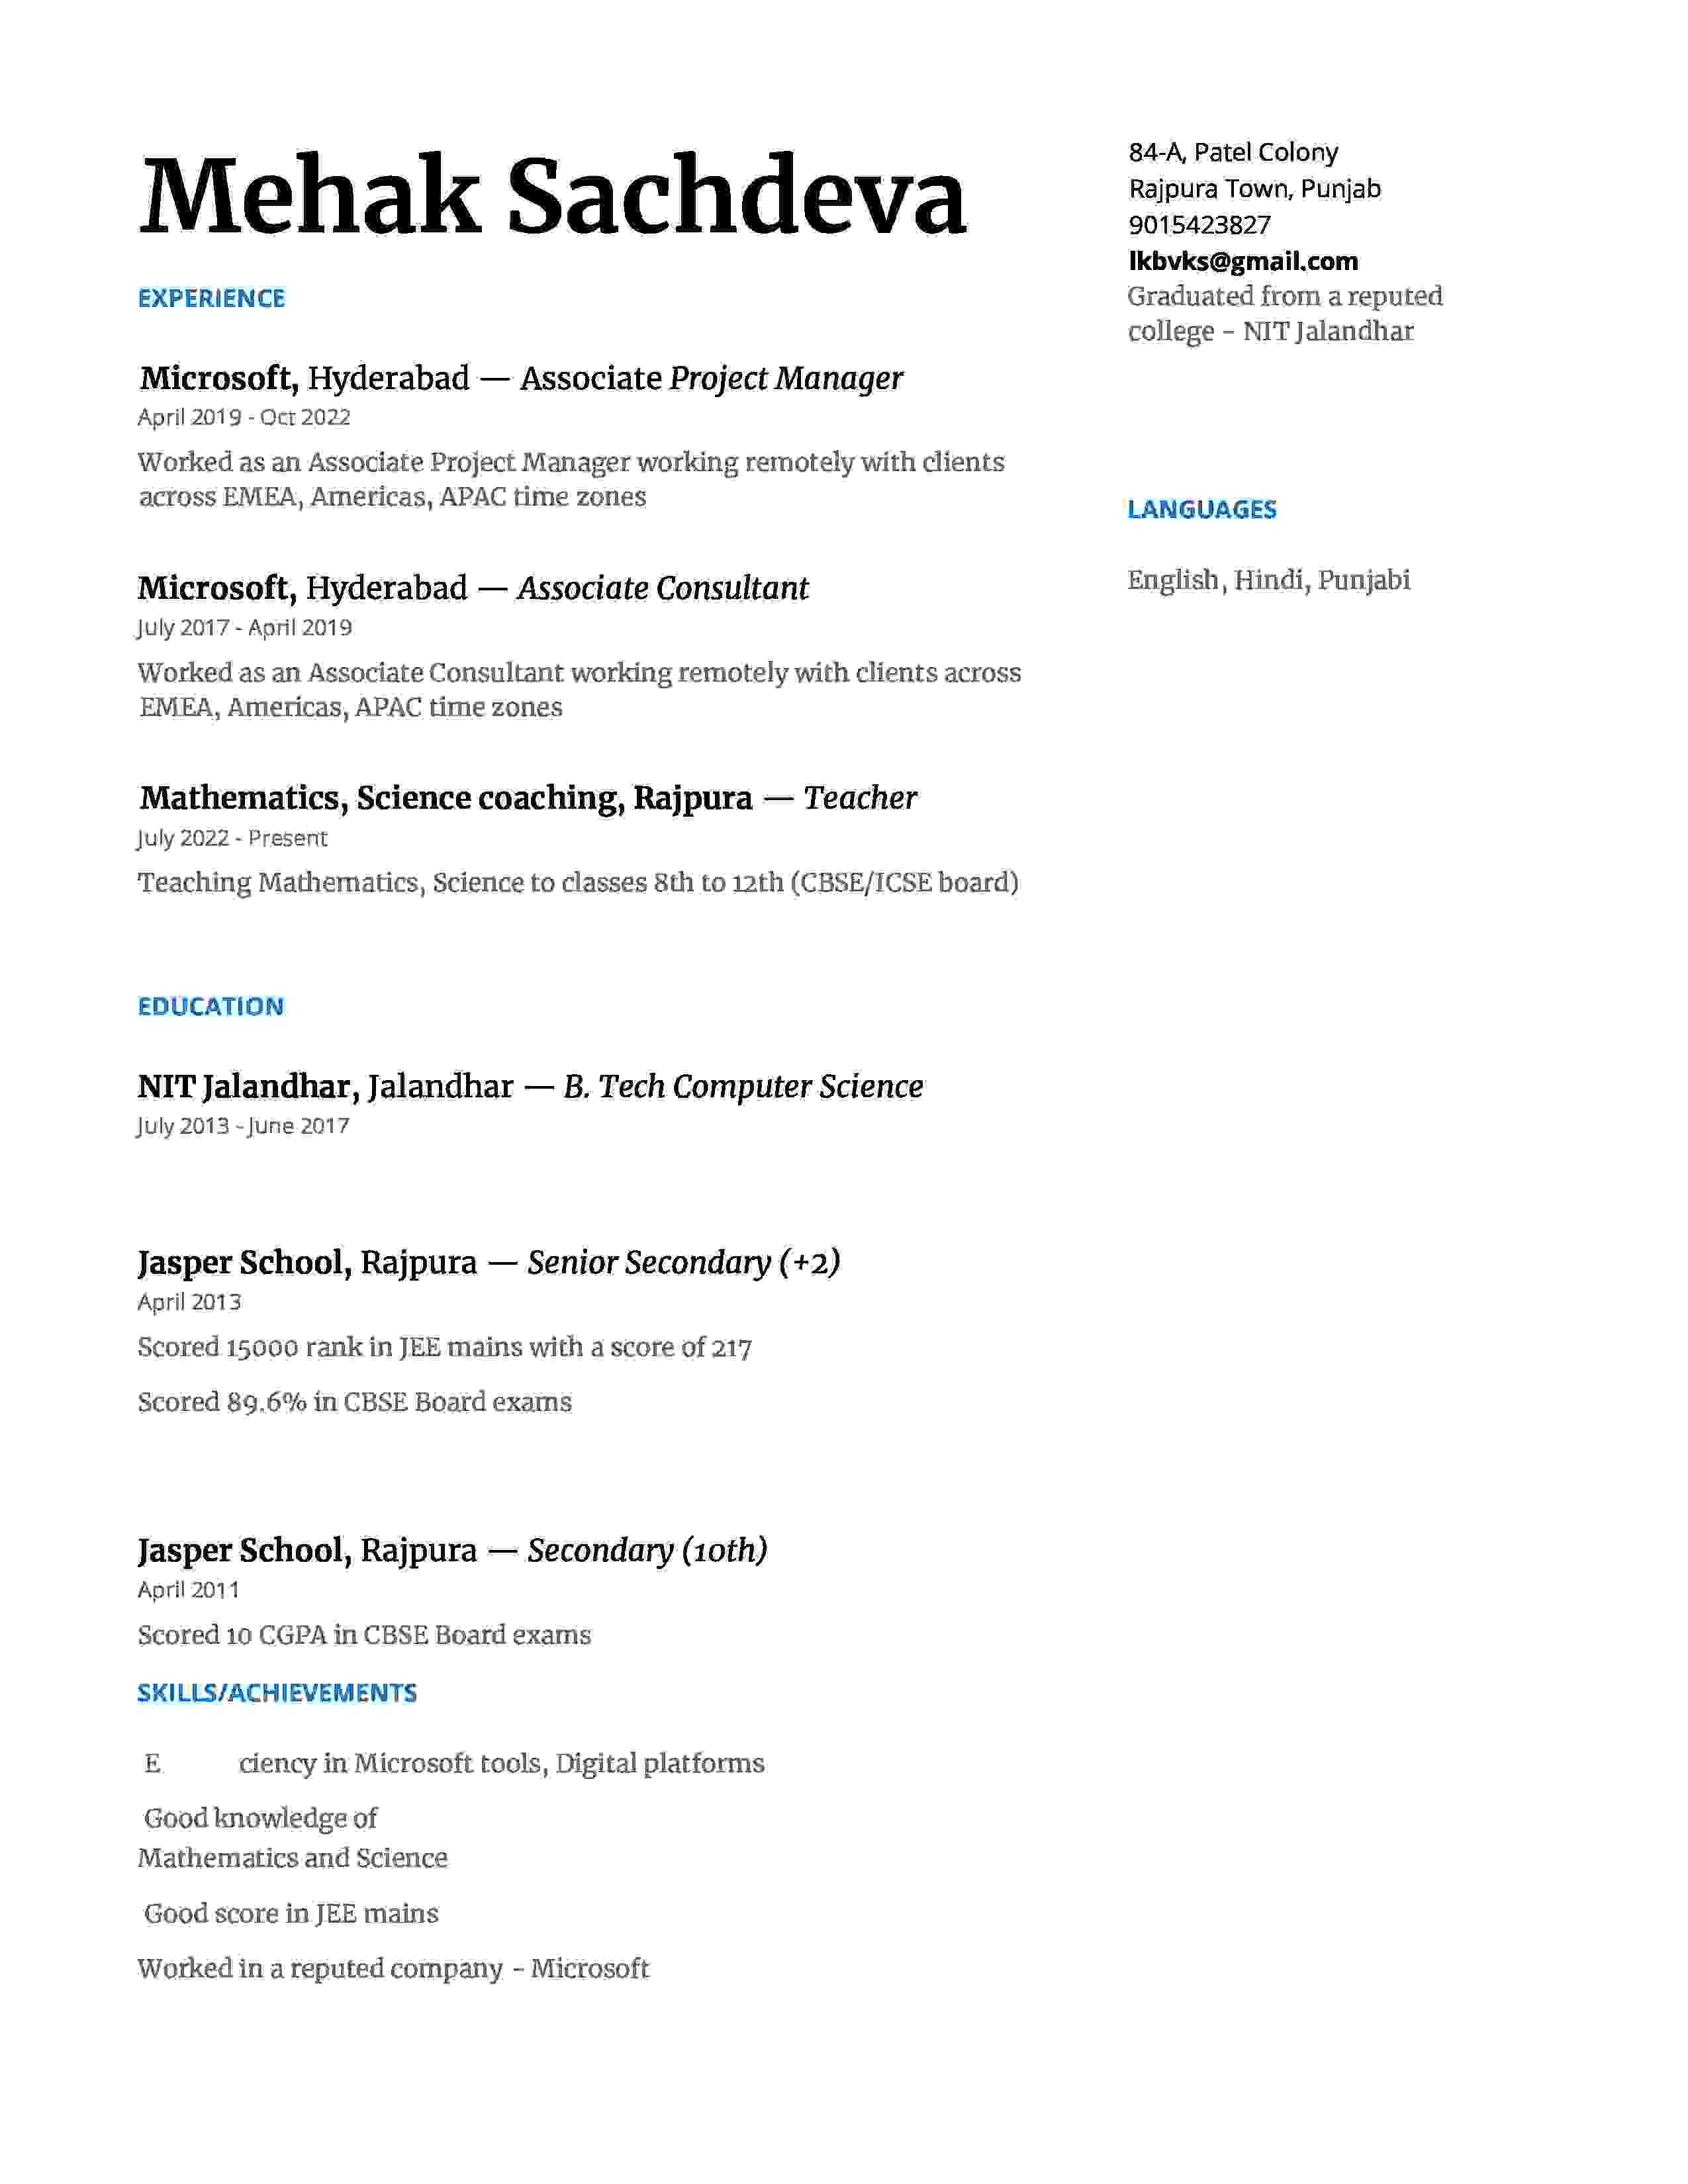 Mehak Sachdeva
EXPERIENCE
Microsoft, Hyderabad — Associate Project Manager
April 2019 - Oct 2022
Worked as an Associate Project Manager working remotely with clients
across EMEA, Americas, APAC time zones
Microsoft, Hyderabad — Associate Consultant
July 2017 - April 2019
Worked as an Associate Consultant working remotely with clients across
EMEA, Americas, APAC time zones
Mathematics, Science coaching, Rajpura — Teacher
July 2022 - Present
Teaching Mathematics, Science to classes 8th to 12th (CBSE/ICSE board)
EDUCATION
NIT Jalandhar, Jalandhar — B. Tech Computer Science
July 2013 - June 2017
Jasper School, Rajpura — Senior Secondary (+2)
April 2013
Scored 15000 rank in JEE mains with a score of 217
Scored 89.6% in CBSE Board exams
Jasper School, Rajpura — Secondary (10th)
April 2011
Scored 10 CGPA in CBSE Board exams
SKILLS/ACHIEVEMENTS
E ciency in Microsoft tools, Digital platforms
Good knowledge of
Mathematics and Science
Good score in JEE mains
Worked in a reputed company - Microsoft
84-A, Patel Colony
Rajpura Town, Punjab
9015423827
lkbvks@gmail.com
Graduated from a reputed
college - NIT Jalandhar
LANGUAGES
English, Hindi, Punjabi